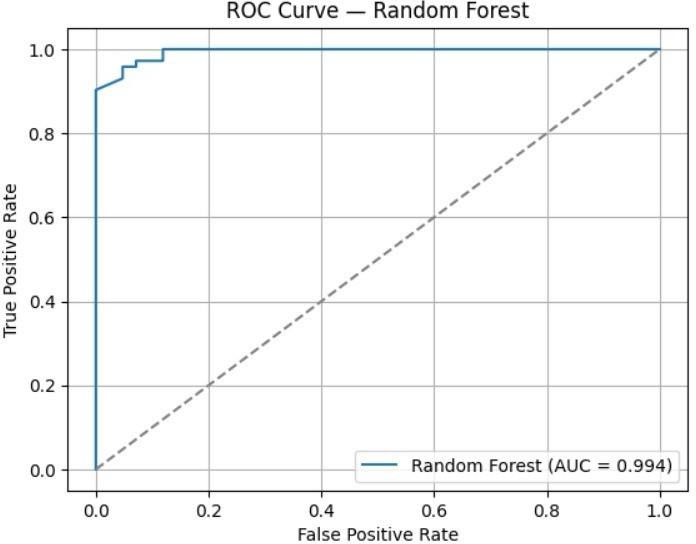 ROC Curve — Random Forest
True Positive Rate
1.0
0.8
0.6
0.4
0.2
0.0
Random Forest (AUC = 0.994)
0.0 0.2 0.4 0.6 0.8 1.0
False Positive Rate